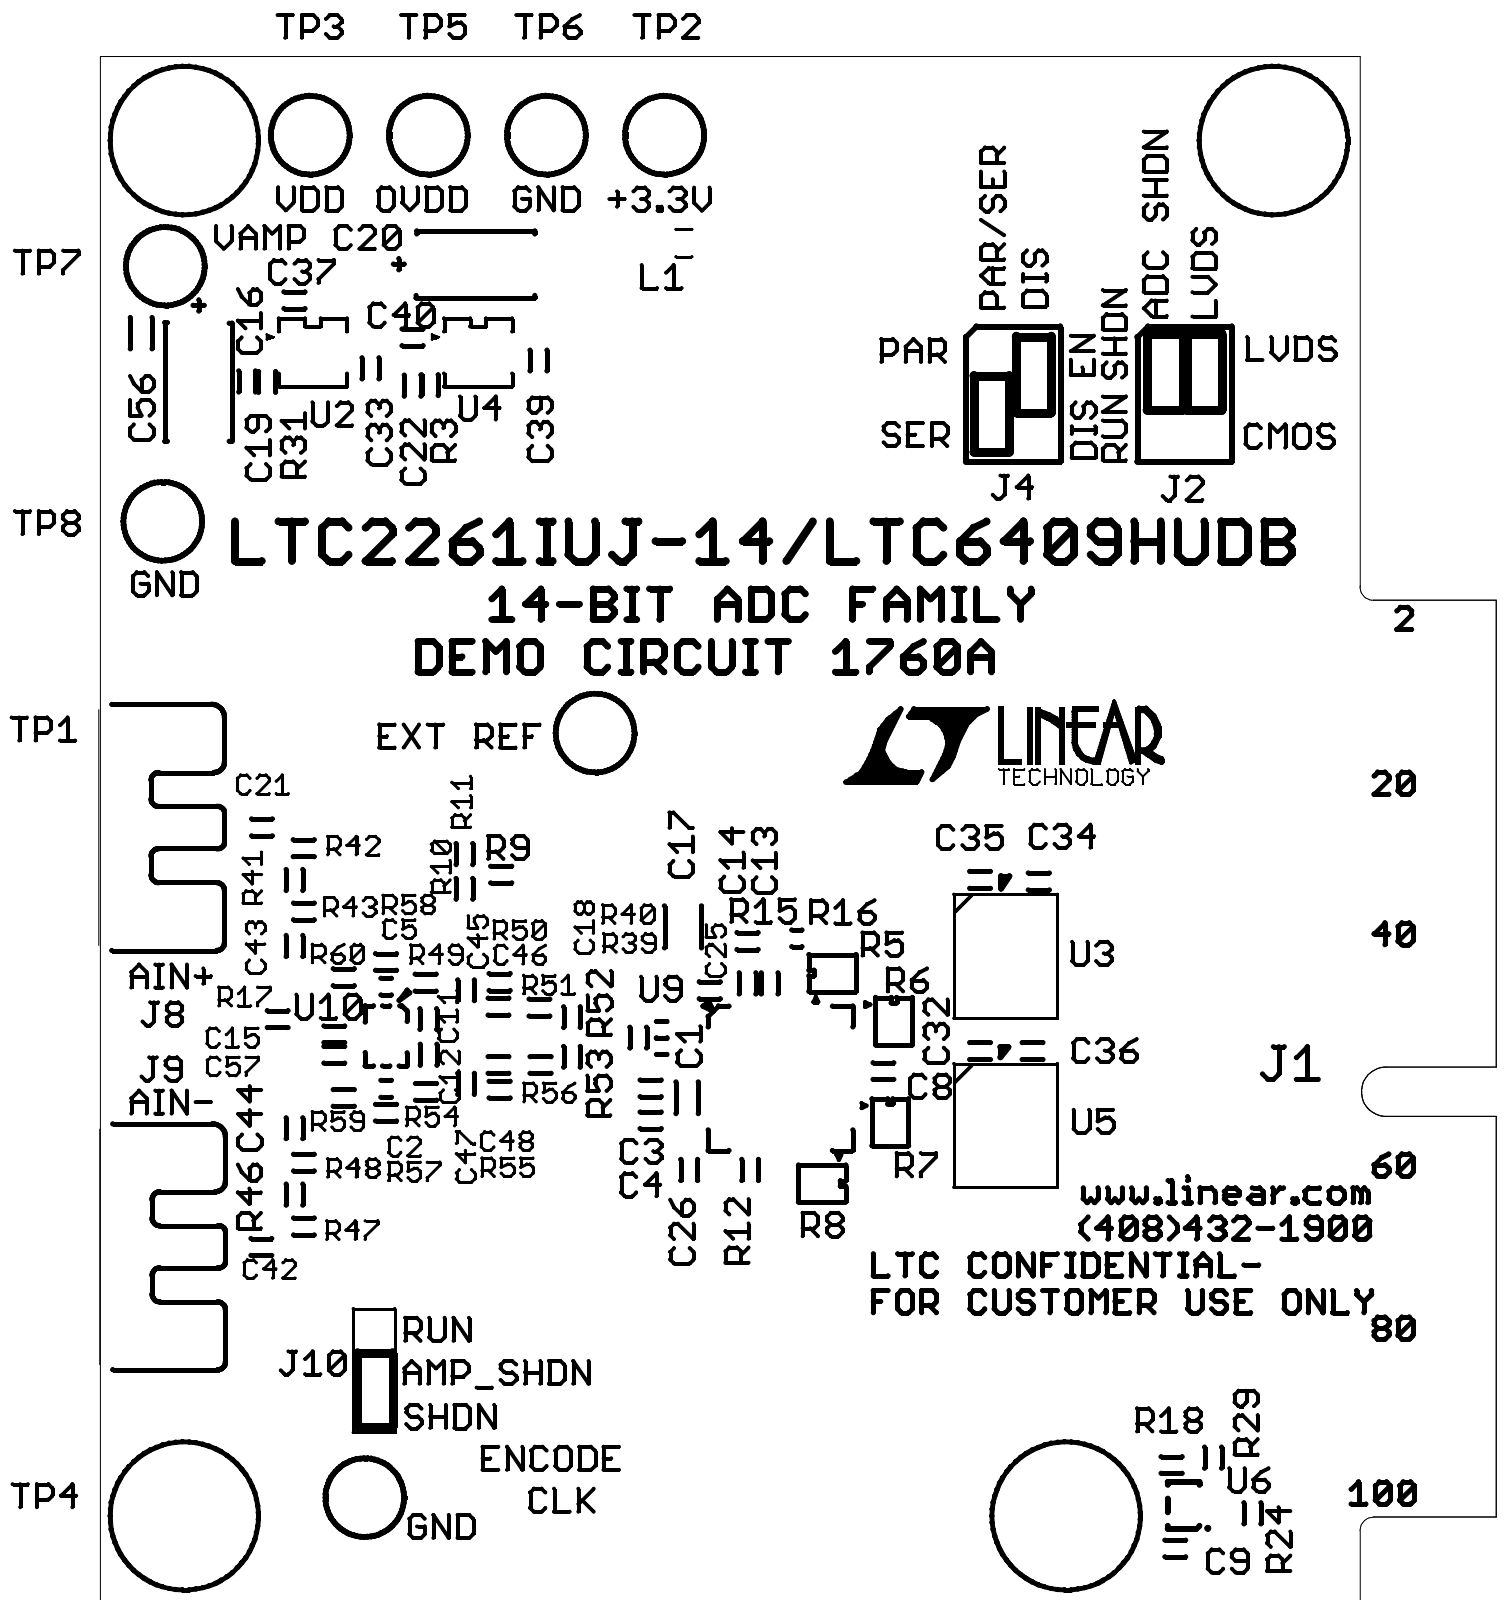 TP3 TP5 TP6 TP2
VDD OVDD GND +3.3V
TP7
VAMP C20
+
C37
L1
+
C16
C40
C56
U2
U4
C19
R31
C33
C22
R3
C39
PAR/SER
DIS
ADC SHDN
LVDS
PAR
SER
DIS EN
RUN SHDN
LVDS
CMOS
J4
J2
TP8
GND
LTC2261IUJ-14/LTC6409HUDB
14-BIT ADC FAMILY
DEMO CIRCUIT 1760A
2
TP1
EXT REF
LINEAR
TECHNOLOGY
20
C21
R11
R42
R10
R9
C17
C14
C13
C35 C34
R41
R43
R58
C5
C43
R60
R49
C45
R50
C46
C18
R40
R39
C25
R15
R16
R5
U3
40
AIN+
R17
J8
U10
C11
R51
R52
U9
R6
C32
C15
C57
J9
AIN-
C12
R56
R53
C1
C8
C36
J1
C44
R59
R54
C2
R57
C47
C48
R55
C3
C4
R7
U5
60
R48
R46
R47
C42
C26
R12
R8
www.linear.com
(408)432-1900
LTC CONFIDENTIAL-
FOR CUSTOMER USE ONLY
80
RUN
J10
AMP_SHDN
SHDN
ENCODE
CLK
TP4
GND
R18
R29
U6
100
R24
C9